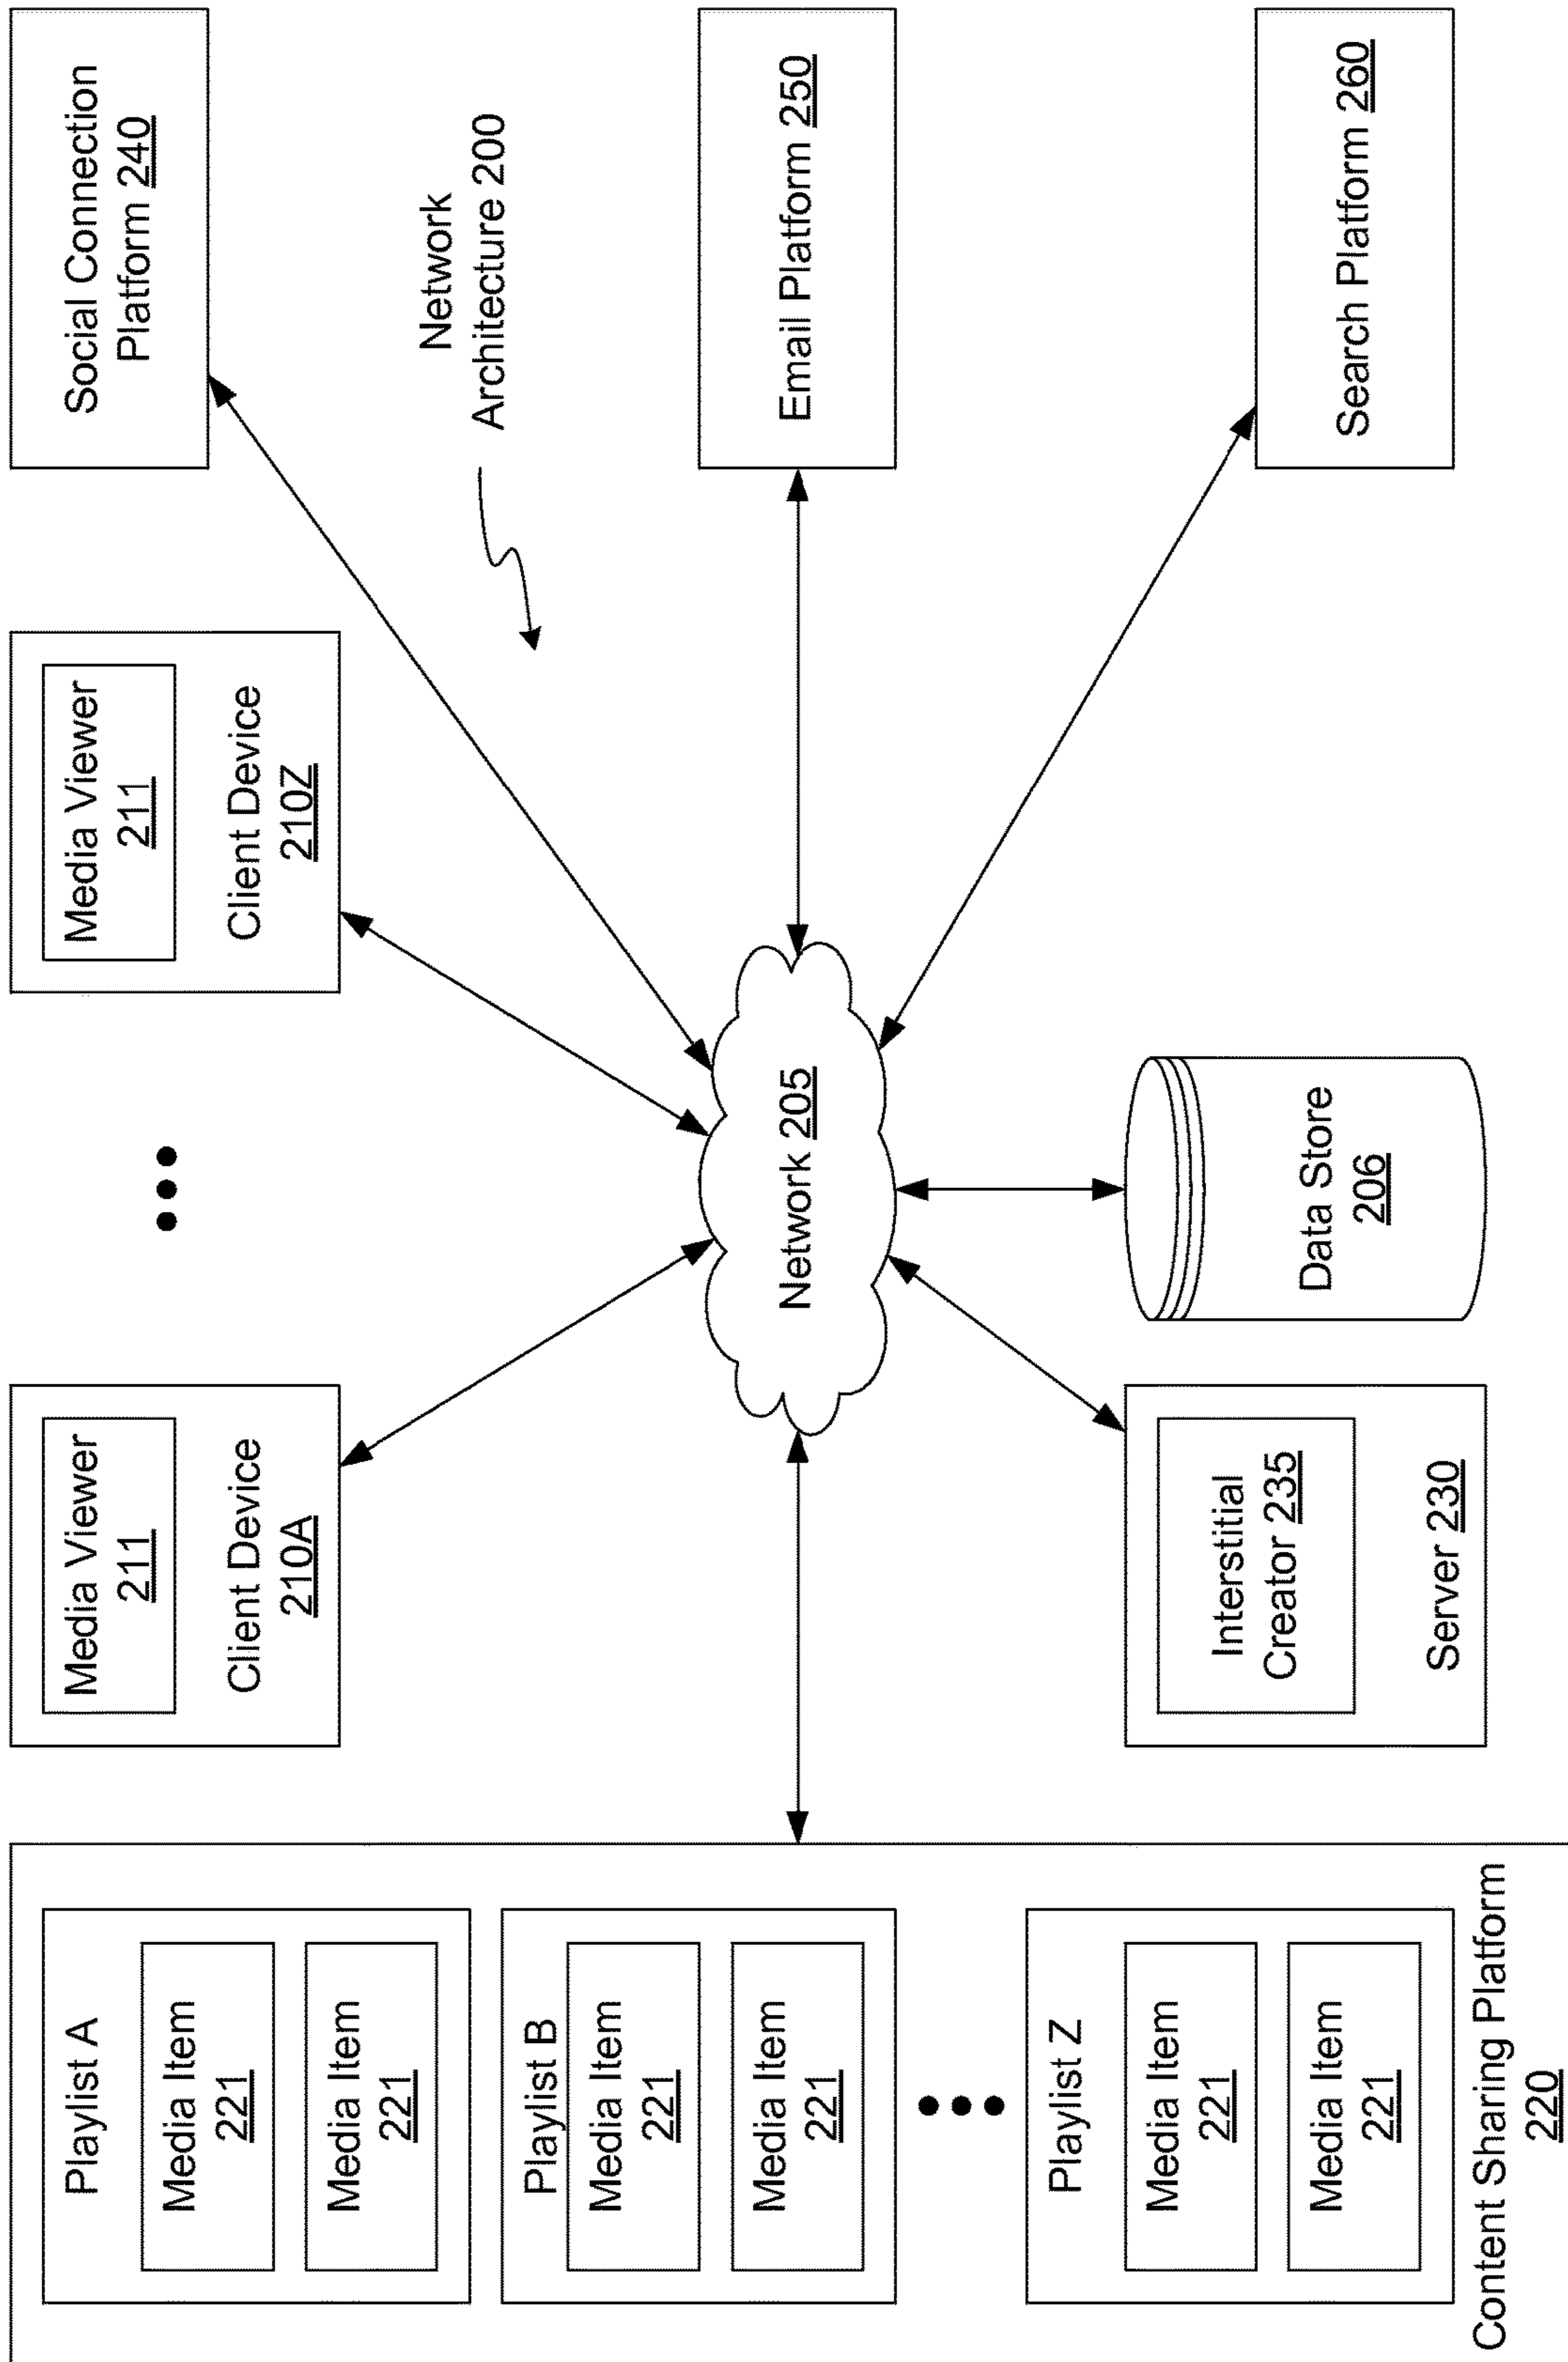 Playlist A
Media Item
221
Media Item
221
Playlist B
Media Item
221
Media Item
221
Playlist Z
Media Item
221
Media Item
221
Content Sharing Platform
220
Media Viewer
211
Client Device
210A
Media Viewer
211
Client Device
210Z
Social Connection
Platform 240
Network
Architecture 200
Network 205
Email Platform 250
Interstitial
Creator 235
Server 230
Data Store
206
Search Platform 260